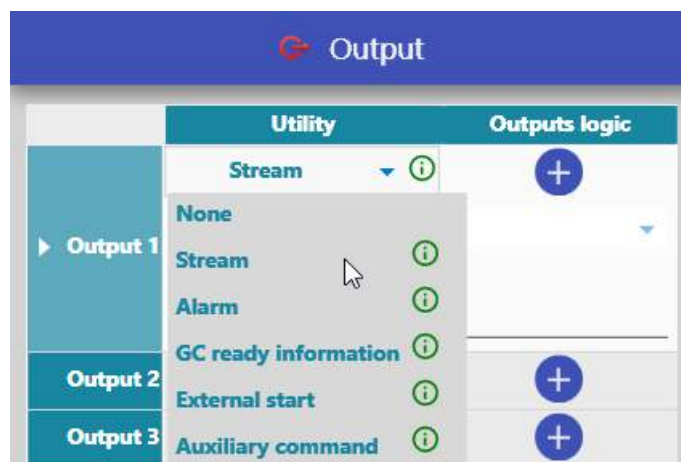 Output
Utility Outputs logic
Stream
None
Output 1
Stream
Alarm
GC ready information
Output 2
External start
Output 3
Auxiliary command